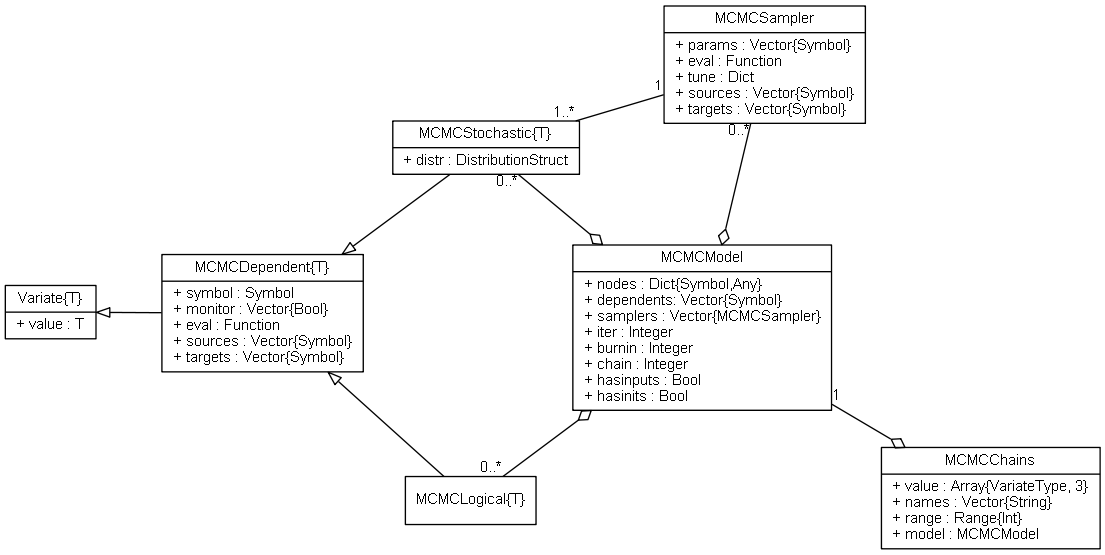 MCMCSampler
+ params : Vector{Symbol}
+ eval : Function
+ tune : Dict
+ sources : Vector{Symbol}
+ targets : Vector{Symbol}
1
1..*
0..*
MCMCStochastic{T}
+ distr : DistributionStruct
0..*
MCMCModel
+ nodes : Dict{Symbol,Any}
+ dependents: Vector{Symbol}
+ samplers : Vector{MCMCSampler}
+ iter : Integer
+ burnin : Integer
+ chain : Integer
+ hasinputs : Bool
+ hasinits : Bool
MCMCDependent{T}
+ symbol : Symbol
+ monitor : Vector{Bool}
+ eval : Function
+ sources : Vector{Symbol}
+ targets : Vector{Symbol}
Variate{T}
+ value : T
1
0..*
MCMCLogical{T}
MCMCChains
+ value : Array{VariateType, 3}
+ names : Vector{String}
+ range : Range{Int}
+ model : MCMCModel